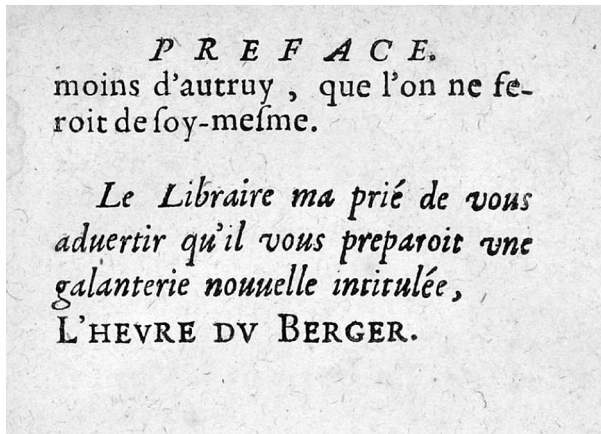 PREFACE.
moins d'autruy, que l'on ne fe-
roit de ſoy-meſme.
Le Libraire ma prié de vous
aduertir qu'il vous preparoit vne
galanterie nouuelle intitulée,
L'HEVRE DV BERGER.